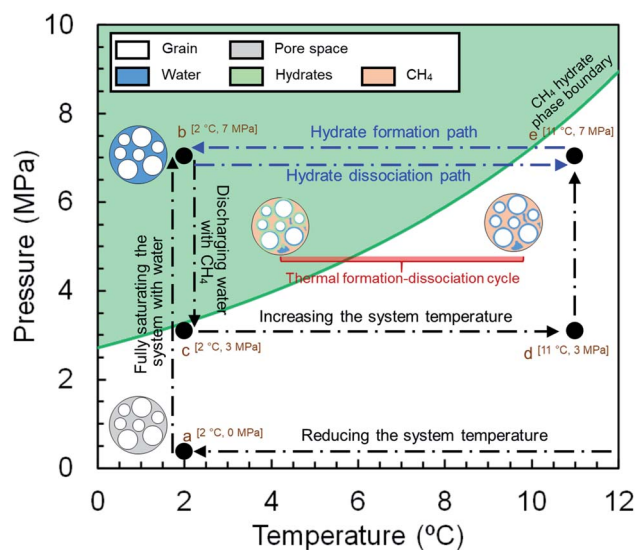 10
8
6
4
2
0
Pressure (MPa)
Grain
Pore space
Water
Hydrates
CH₄
CH₄ hydrate
phase boundary
b [2 °C, 7 MPa]
Hydrate formation path
e [11 °C, 7 MPa]
Hydrate dissociation path
Fully saturating the
system with water
Discharging water
with CH₄
Thermal formation-dissociation cycle
Increasing the system temperature
c [2 °C, 3 MPa]
d [11 °C, 3 MPa]
a [2 °C, 0 MPa]
Reducing the system temperature
0 2 4 6 8 10 12
Temperature (ºC)